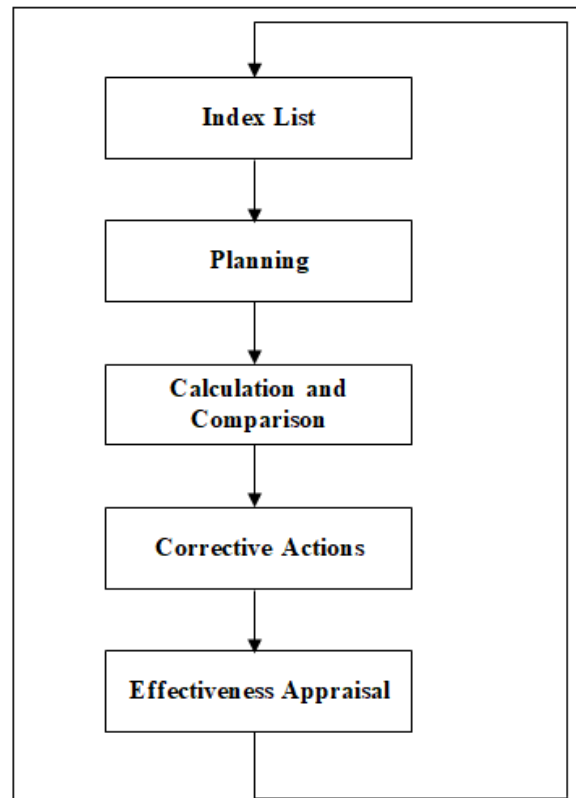 Index List
Planning
Calculation and
Comparison
Corrective Actions
Effectiveness Appraisal